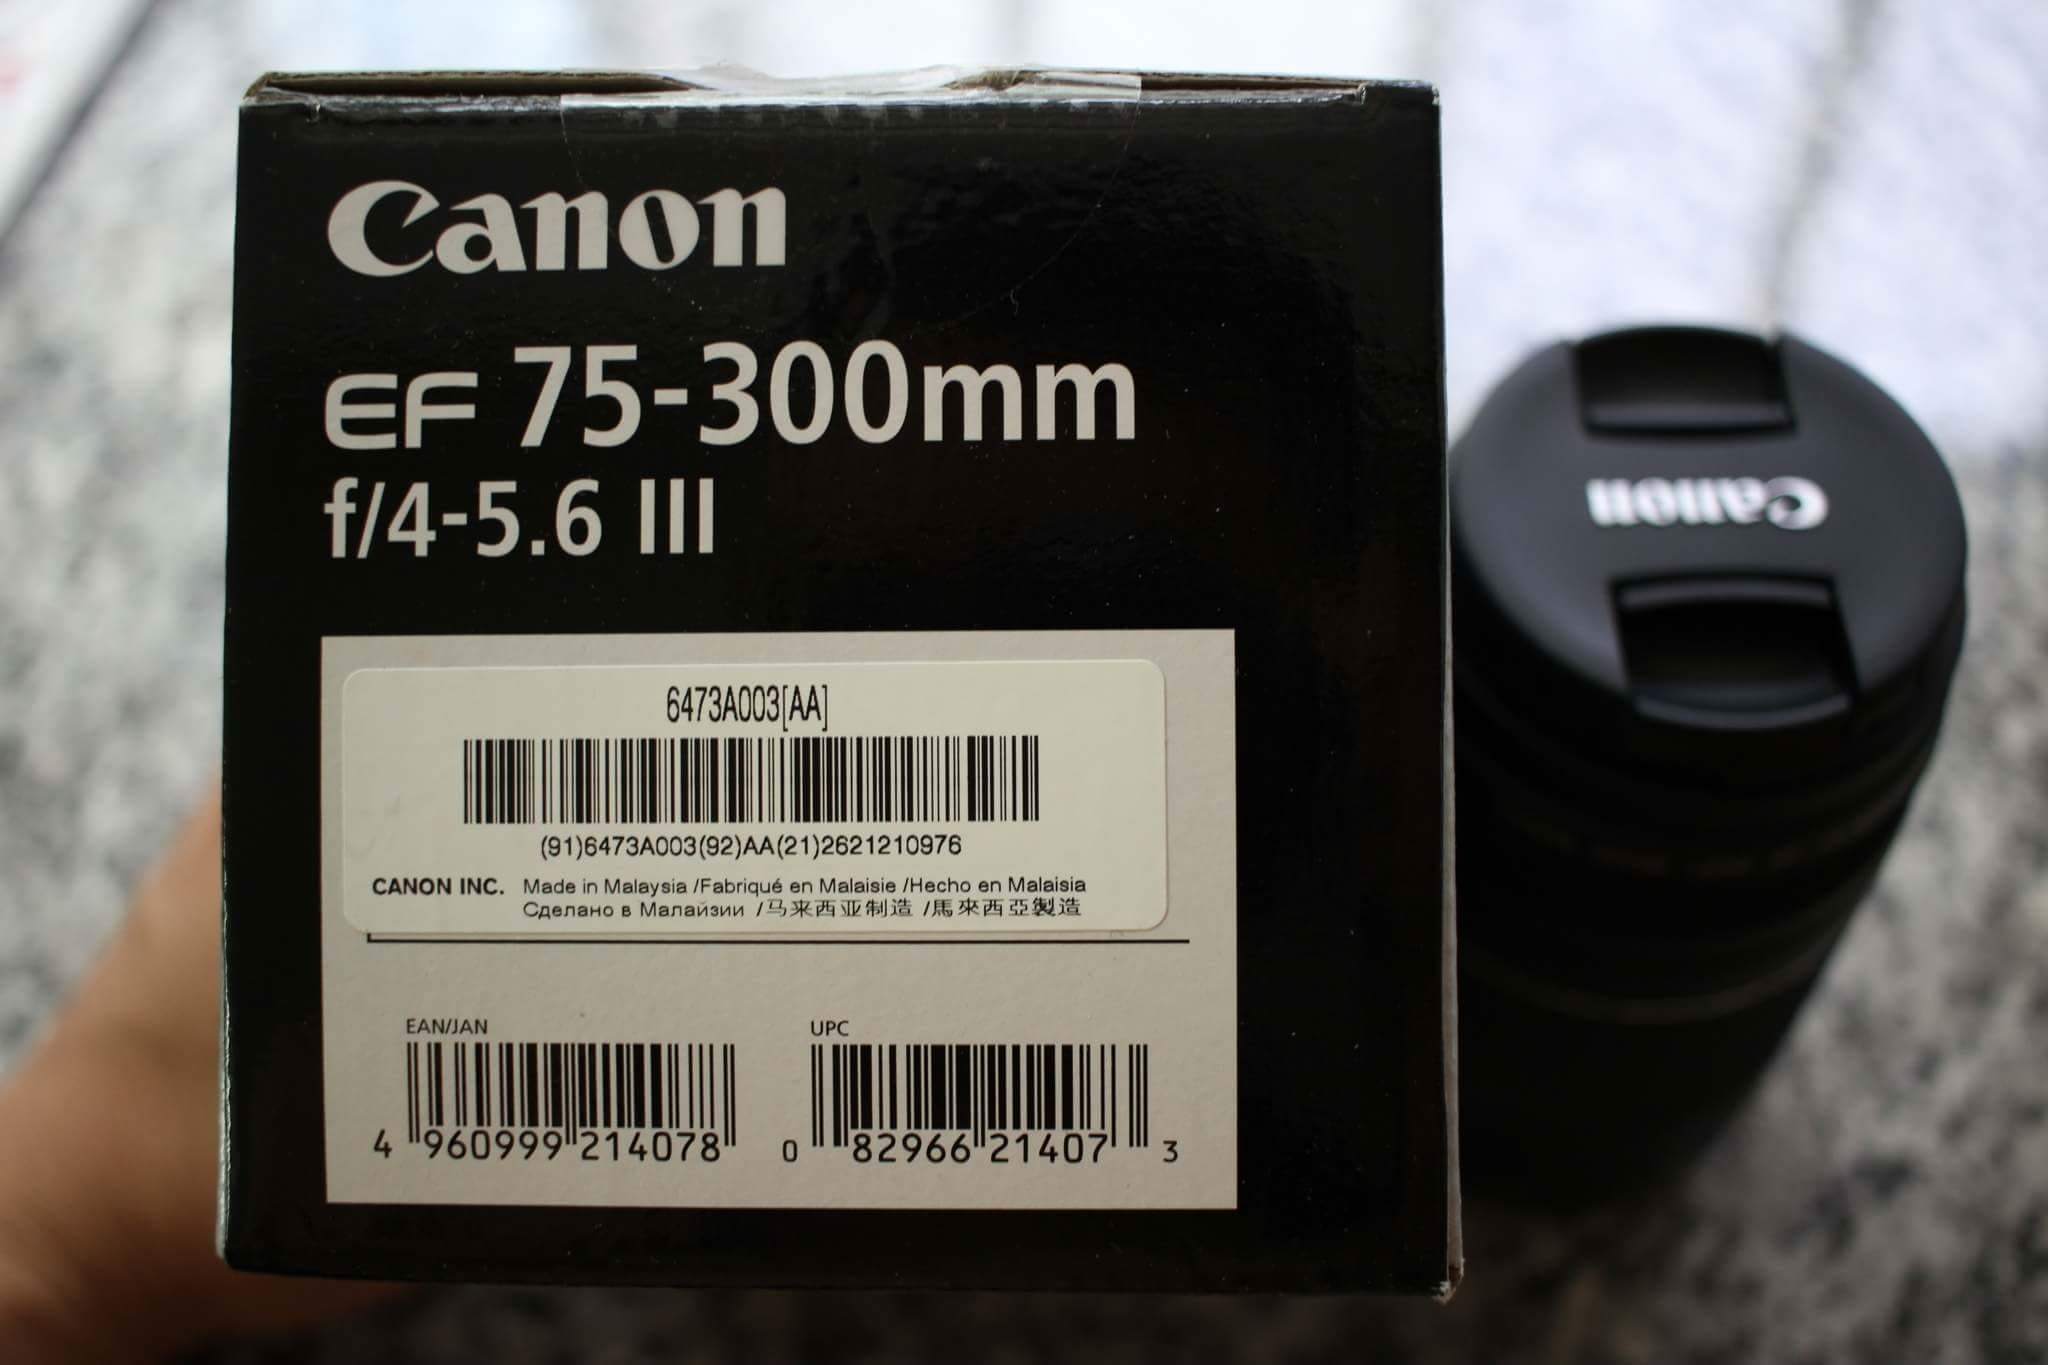 Canon
EF 75-300mm
f/4-5.6 III
6473A003[AA]
(91)6473A003(92)AA(21)2621210976
CANON INC. Made in Malaysia /Fabriqué en Malaisie /Hecho en Malaisia
Сделано в Малайзии /马来西亚制造 /馬來西亞製造
EAN/JAN
4 960999 214078
UPC
0 82966 21407 3
Canon